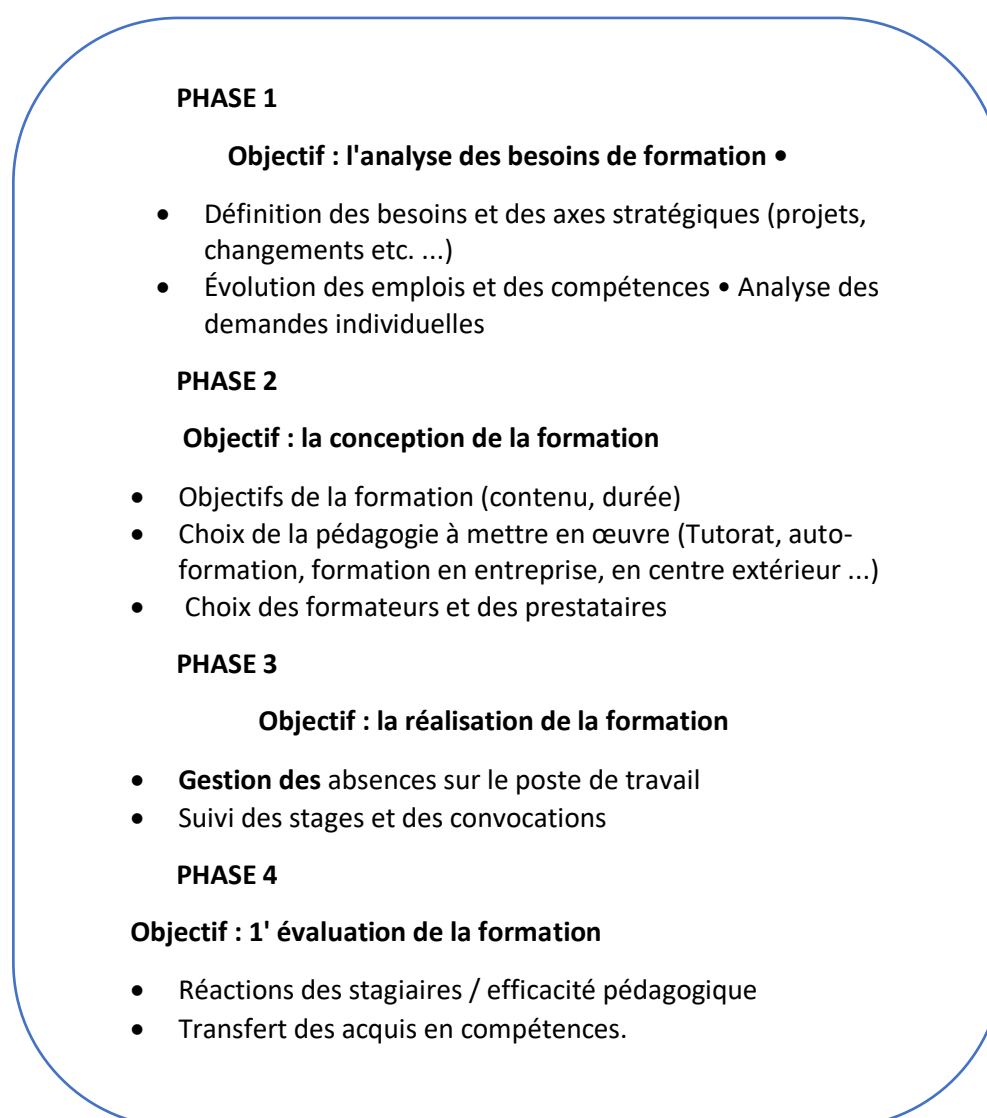 PHASE 1
Objectif : l'analyse des besoins de formation •
• Définition des besoins et des axes stratégiques (projets,
changements etc. ...)
• Évolution des emplois et des compétences • Analyse des
demandes individuelles
PHASE 2
Objectif : la conception de la formation
• Objectifs de la formation (contenu, durée)
• Choix de la pédagogie à mettre en œuvre (Tutorat, auto-
formation, formation en entreprise, en centre extérieur ...)
• Choix des formateurs et des prestataires
PHASE 3
Objectif : la réalisation de la formation
• Gestion des absences sur le poste de travail
• Suivi des stages et des convocations
PHASE 4
Objectif : 1' évaluation de la formation
• Réactions des stagiaires / efficacité pédagogique
• Transfert des acquis en compétences.